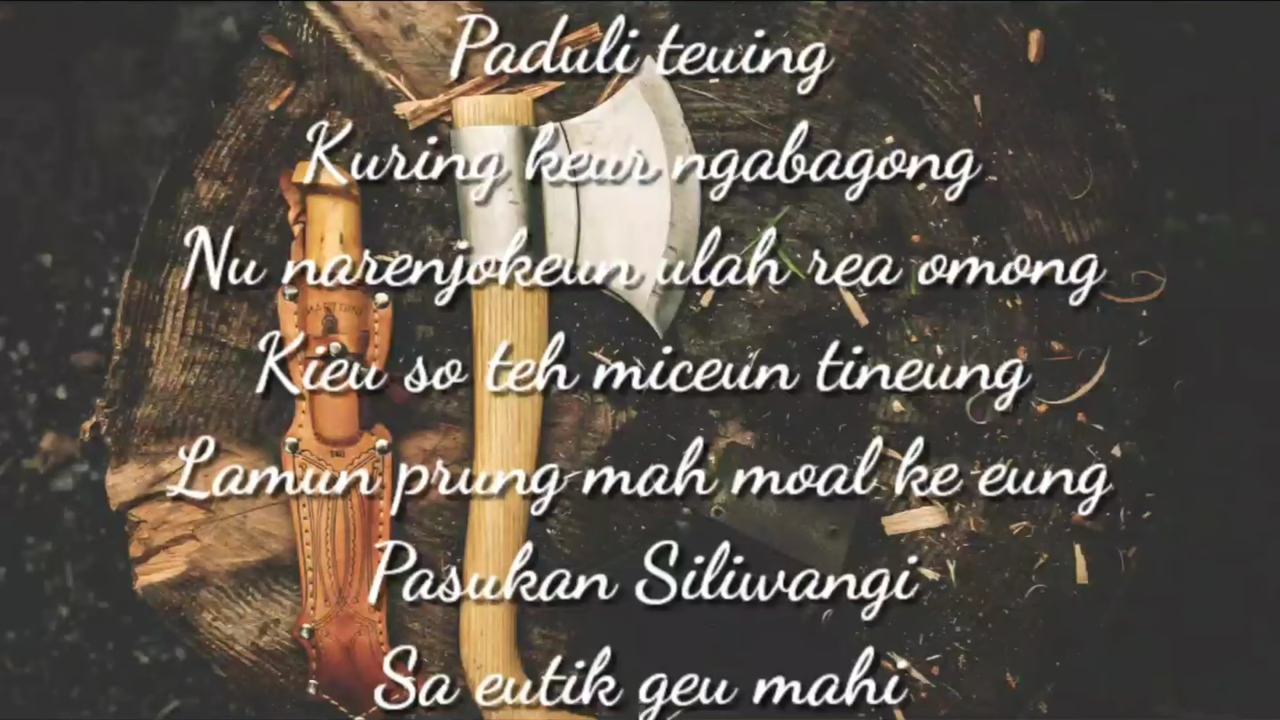 Paduli teuing
Kuring keur ngabagong
Nu narenjokeun ulah rea omong
Kieu so teh miceun tineung
Lamun prung mah moal ke eung
Pasukan Siliwangi
Sa eutik geu mahi